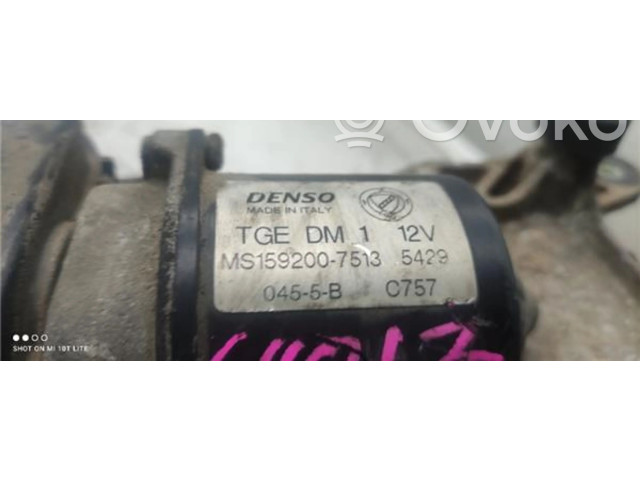 Ovoko
DENSO
MADE IN ITALY
TGE DM 1 12V
MS159200-7513 5429
045-5-B C757
SHOT ON MI 10T LITE